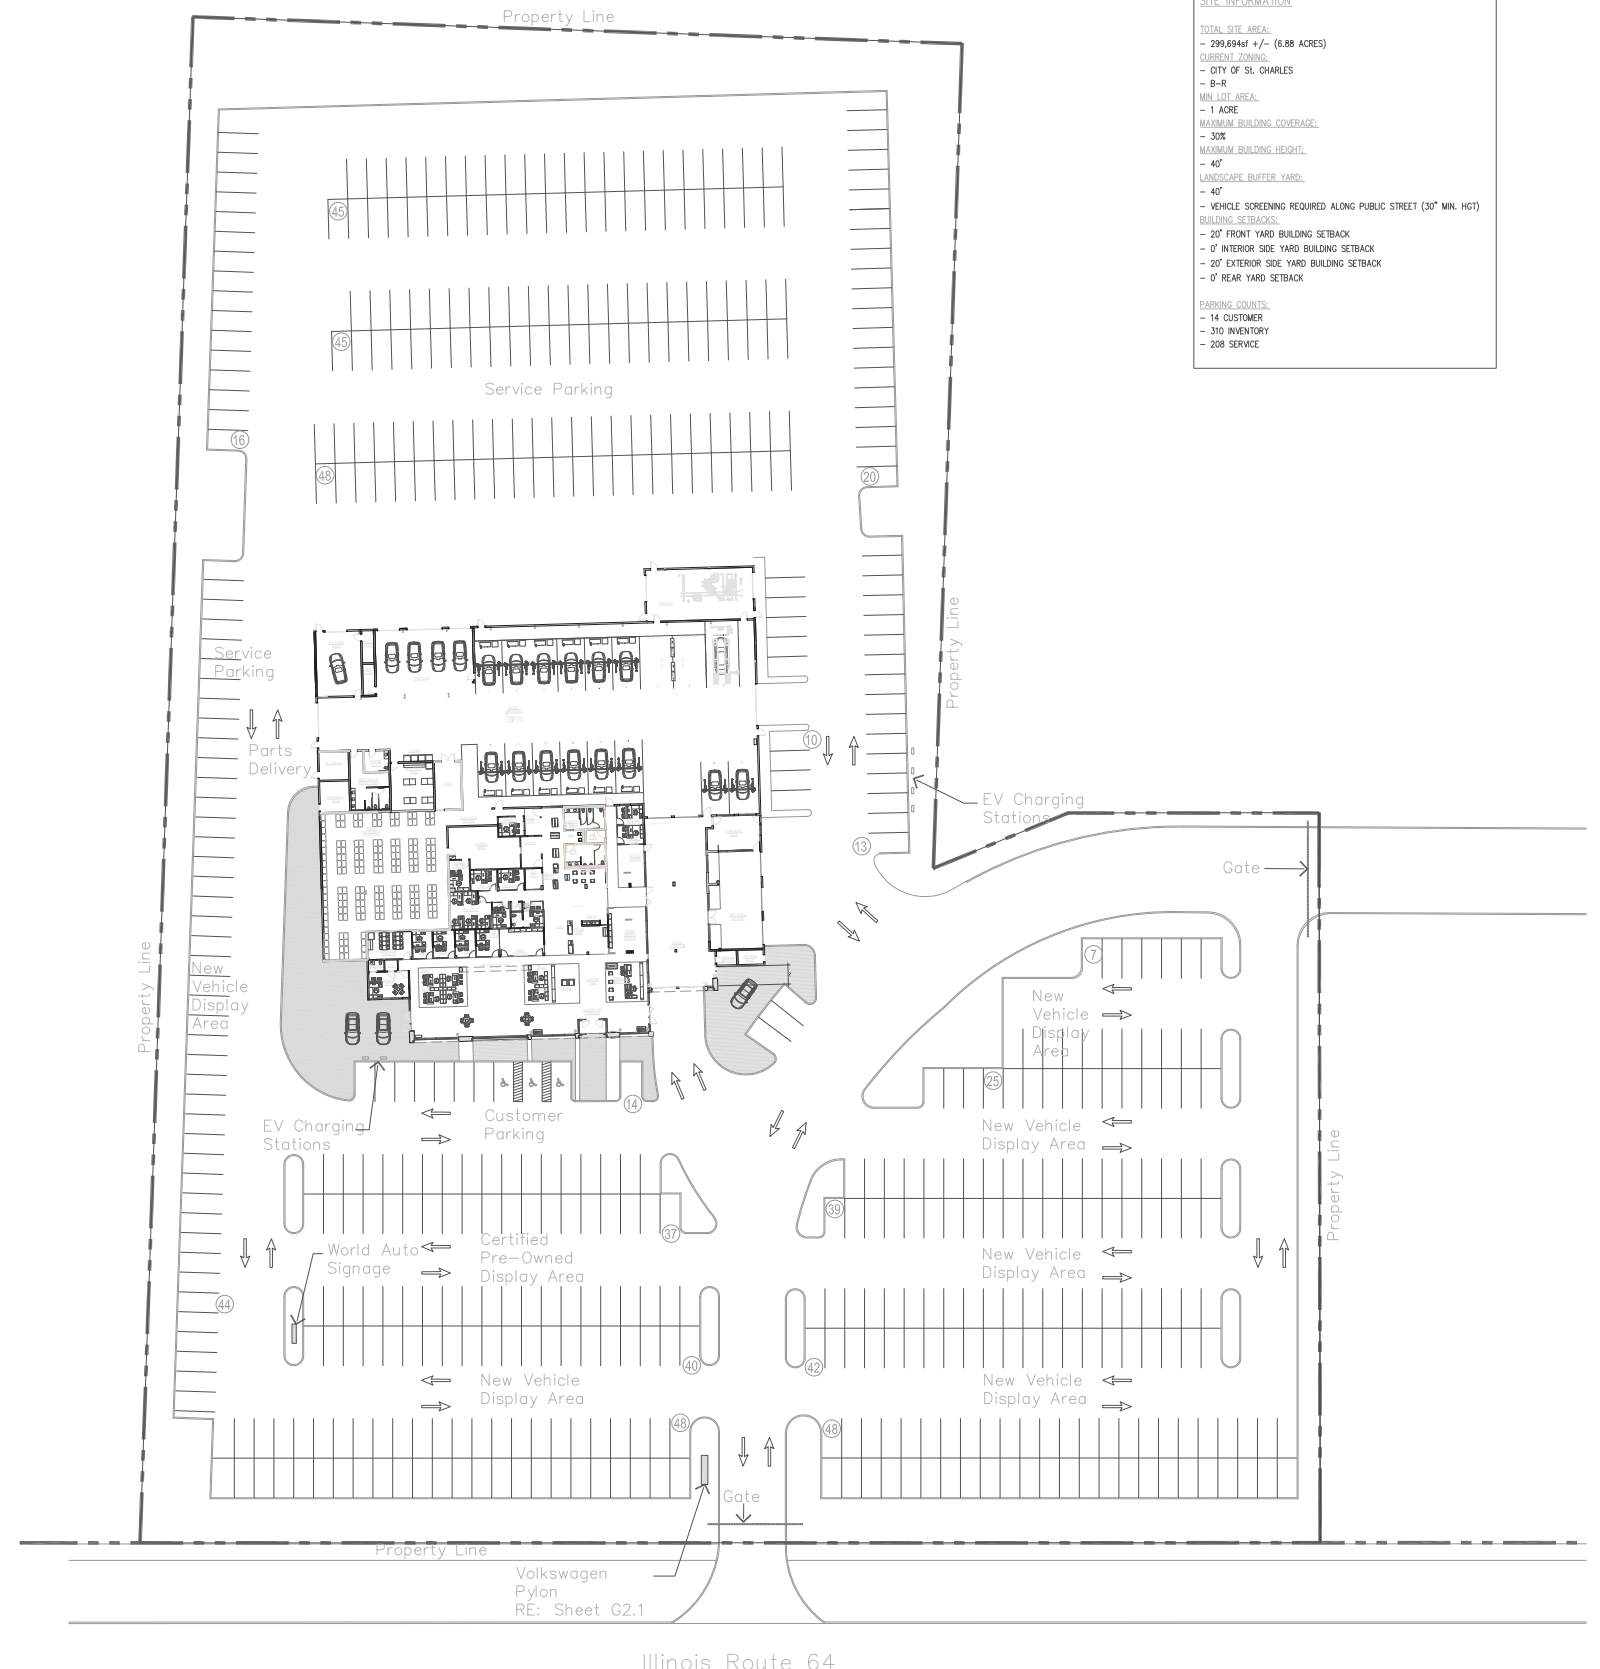 Property Line
SITE INFORMATION
TOTAL SITE AREA:
- 299,694sf +/- (6.88 ACRES)
CURRENT ZONING:
- CITY OF St. CHARLES
- B-R
MIN LOT AREA:
- 1 ACRE
MAXIMUM BUILDING COVERAGE:
- 30%
MAXIMUM BUILDING HEIGHT:
- 40'
LANDSCAPE BUFFER YARD:
- 40'
- VEHICLE SCREENING REQUIRED ALONG PUBLIC STREET (30" MIN. HGT)
BUILDING SETBACKS:
- 20' FRONT YARD BUILDING SETBACK
- 0' INTERIOR SIDE YARD BUILDING SETBACK
- 20' EXTERIOR SIDE YARD BUILDING SETBACK
- 0' REAR YARD SETBACK
PARKING COUNTS:
- 14 CUSTOMER
- 310 INVENTORY
- 208 SERVICE
45
45
Service Parking
16
48
20
Property Line
Service
Parking
Parts
Delivery
10
EV Charging
Stations
13
Gate
Property Line
New
Vehicle
Display
Area
7
New
Vehicle
Display
Area
25
14
Customer
Parking
EV Charging
Stations
New Vehicle
Display Area
Property Line
39
37
World Auto
Signage
Certified
Pre-Owned
Display Area
New Vehicle
Display Area
44
40
42
New Vehicle
Display Area
New Vehicle
Display Area
48
48
Gate
Property Line
Volkswagen
Pylon
RE: Sheet G2.1
Illinois Route 64